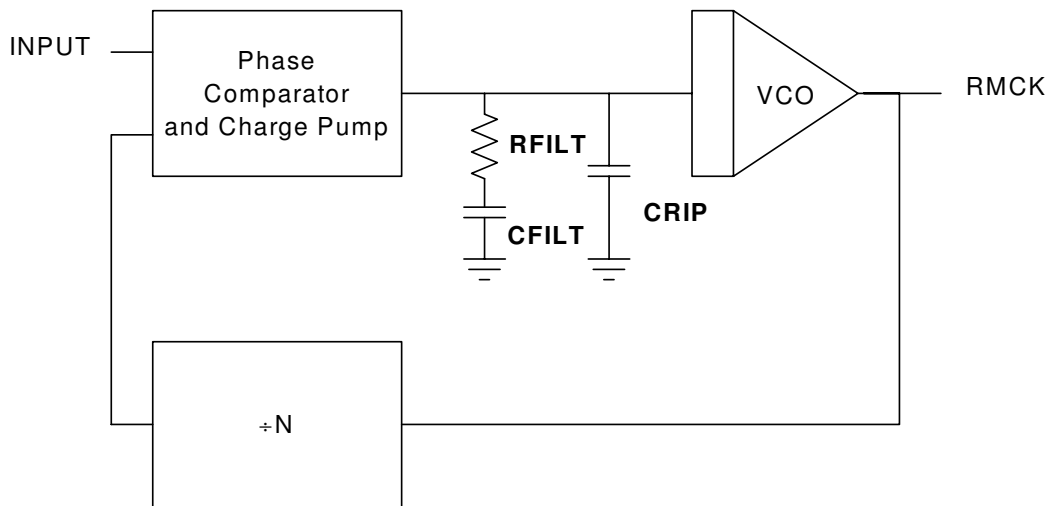 INPUT
Phase
Comparator
and Charge Pump
VCO
RMCK
RFILT
CRIP
CFILT
÷N